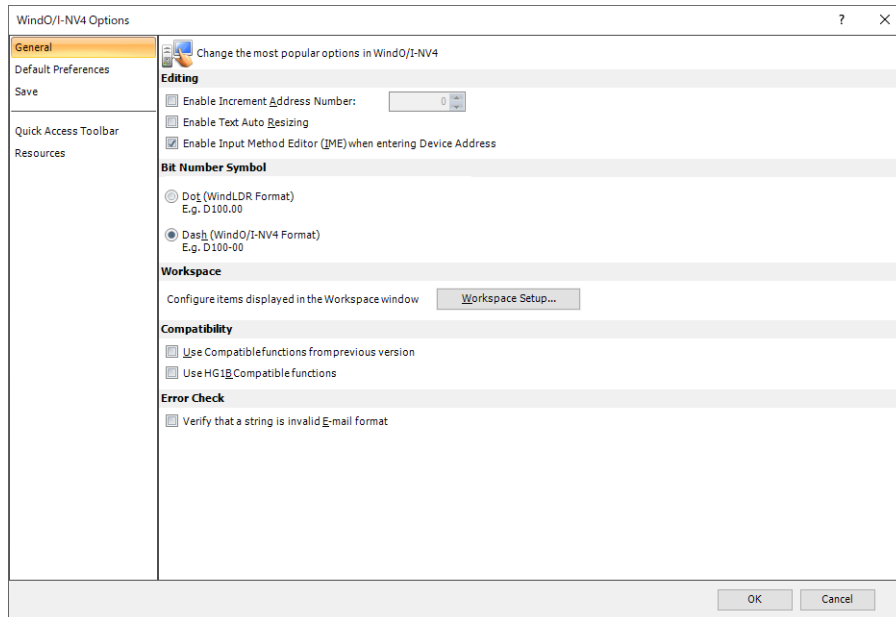 WindO/I-NV4 Options ? ×
General
Default Preferences
Save
Quick Access Toolbar
Resources
Change the most popular options in WindO/I-NV4
Editing
Enable Increment Address Number: 0
Enable Text Auto Resizing
Enable Input Method Editor (IME) when entering Device Address
Bit Number Symbol
Dot (WindLDR Format)
E.g. D100.00
Dash (WindO/I-NV4 Format)
E.g. D100-00
Workspace
Configure items displayed in the Workspace window Workspace Setup...
Compatibility
Use Compatible functions from previous version
Use HG1B Compatible functions
Error Check
Verify that a string is invalid E-mail format
OK Cancel